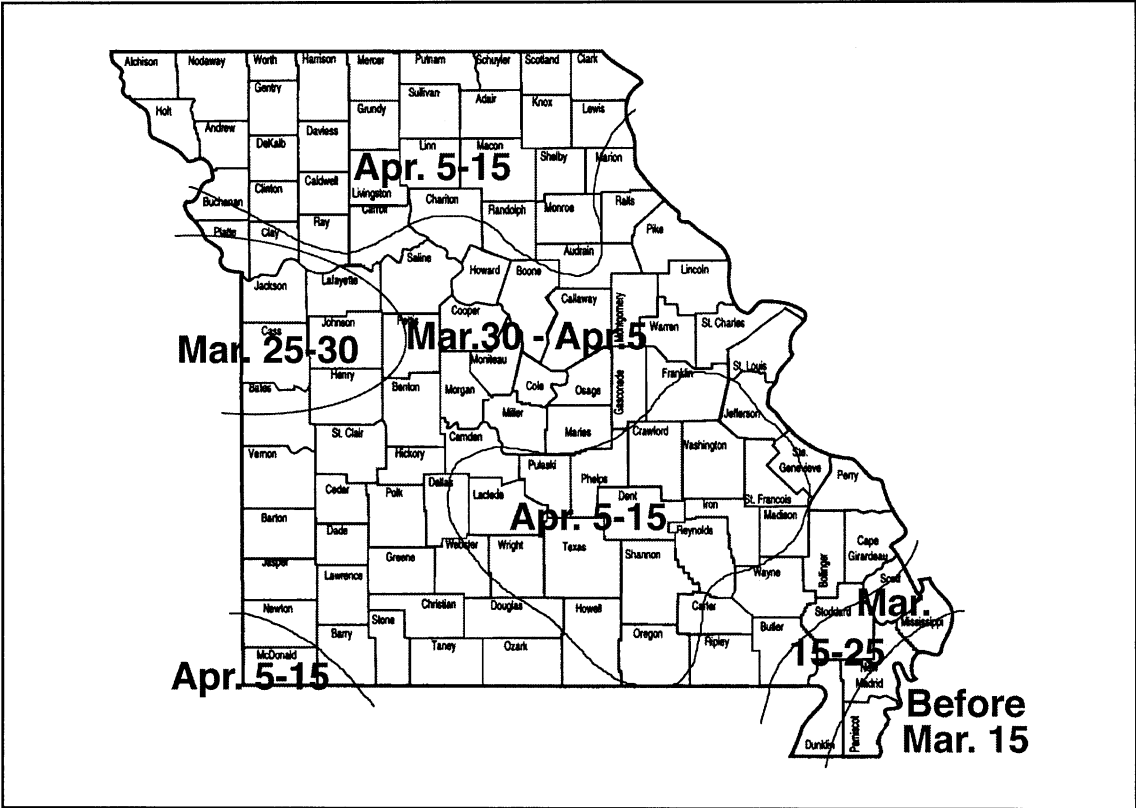 Atchison Nodaway Worth Harrison Mercer Putnam Schuyler Scotland Clark
Gentry Sullivan Adair
Holt Grundy Knox Lewis
Andrew DeKalb Daviess Linn Macon
Shelby Marion
Apr. 5-15
Buchanan Clinton Caldwell Livingston Chariton
Carroll Randolph Monroe Ralls
Platte Clay Ray Pike
Audrain
Saline Howard Boone Lincoln
Jackson Lafayette
Callaway
Cooper Montgomery
Cass Johnson Pettis Warren St. Charles
Mar.30 - Apr.5
Mar. 25-30
Moniteau St. Louis
Bates Henry Benton Morgan Cole Osage Gasconade Franklin
Miller Jefferson
St. Clair Camden Maries Crawford Washington
Vernon Hickory Ste.
Pulaski Genevieve
Perry
Cedar Polk Dallas Laclede Phelps Dent St. Francois
Iron
Barton Apr. 5-15 Madison
Dade Reynolds
Greene Webster Wright Texas Shannon Cape
Girardeau
Jasper Lawrence Wayne Bollinger Scott
Newton Christian Douglas Howell Carter Stoddard Mar.
Mississippi
Barry Stone Oregon Butler
Taney Ozark Ripley
McDonald 15-25
Apr. 5-15 New
Madrid
Before
Mar. 15
Dunklin Pemiscot